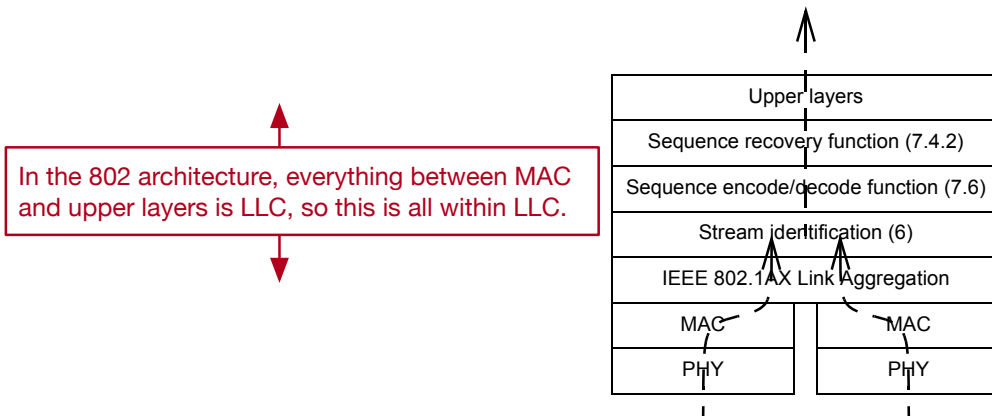 Upper layers
Sequence recovery function (7.4.2)
In the 802 architecture, everything between MAC
and upper layers is LLC, so this is all within LLC.
Sequence encode/decode function (7.6)
Stream identification (6)
IEEE 802.1AX Link Aggregation
MAC MAC
PHY PHY